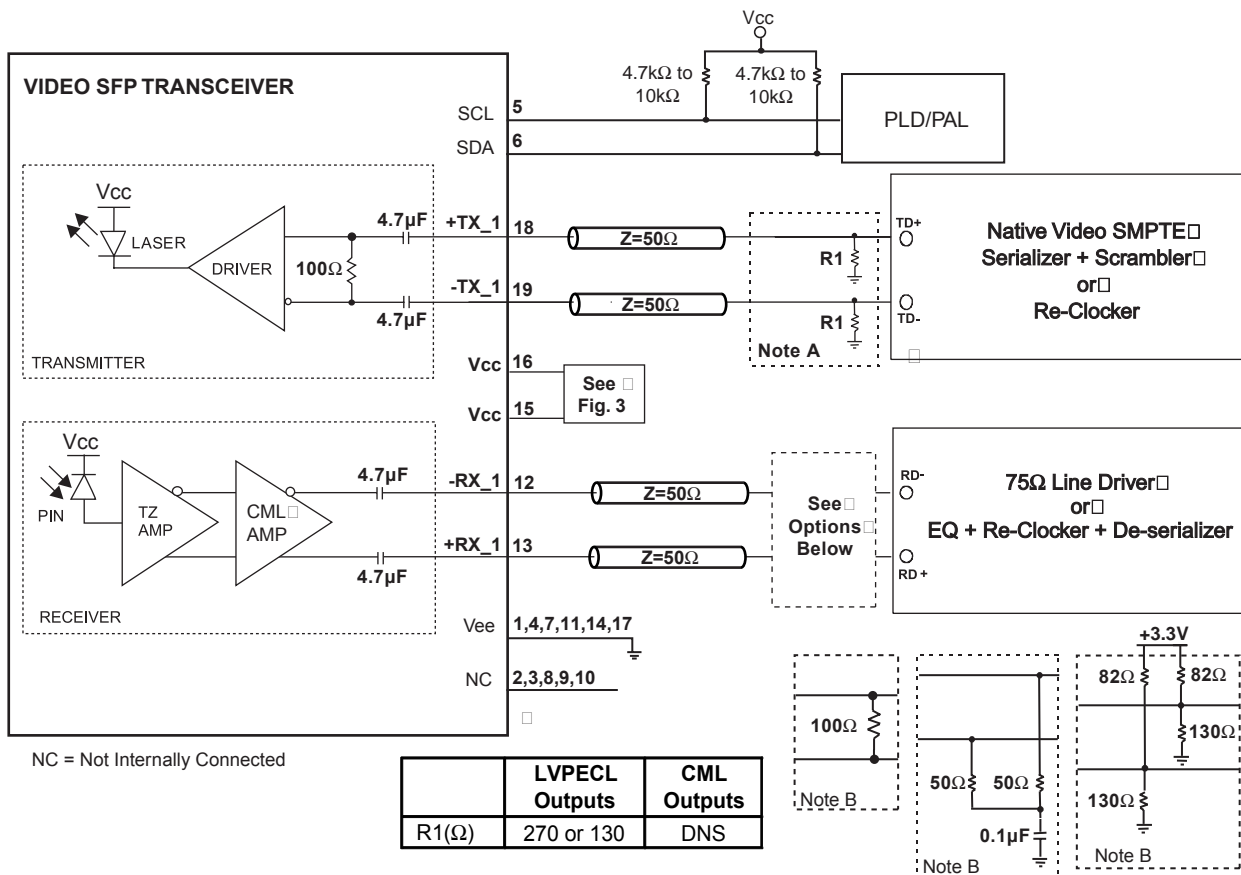 Vcc
VIDEO SFP TRANSCEIVER
4.7kΩ to
10kΩ
4.7kΩ to
10kΩ
SCL
5
SDA
6
PLD/PAL
Vcc
LASER
DRIVER
100Ω
4.7µF
4.7µF
TRANSMITTER
+TX_1
18
-TX_1
19
Z=50Ω
Z=50Ω
R1
R1
Note A
TD+
TD-
Native Video SMPTE
Serializer + Scrambler
or
Re-Clocker
Vcc
16
Vcc
15
See
Fig. 3
Vcc
PIN
TZ
AMP
CML
AMP
4.7µF
4.7µF
RECEIVER
-RX_1
12
+RX_1
13
Z=50Ω
Z=50Ω
See
Options
Below
RD-
RD+
75Ω Line Driver
or
EQ + Re-Clocker + De-serializer
Vee
1,4,7,11,14,17
NC
2,3,8,9,10
NC = Not Internally Connected
LVPECL
Outputs
CML
Outputs
R1(Ω)
270 or 130
DNS
100Ω
Note B
50Ω
50Ω
0.1µF
Note B
+3.3V
82Ω
82Ω
130Ω
130Ω
Note B